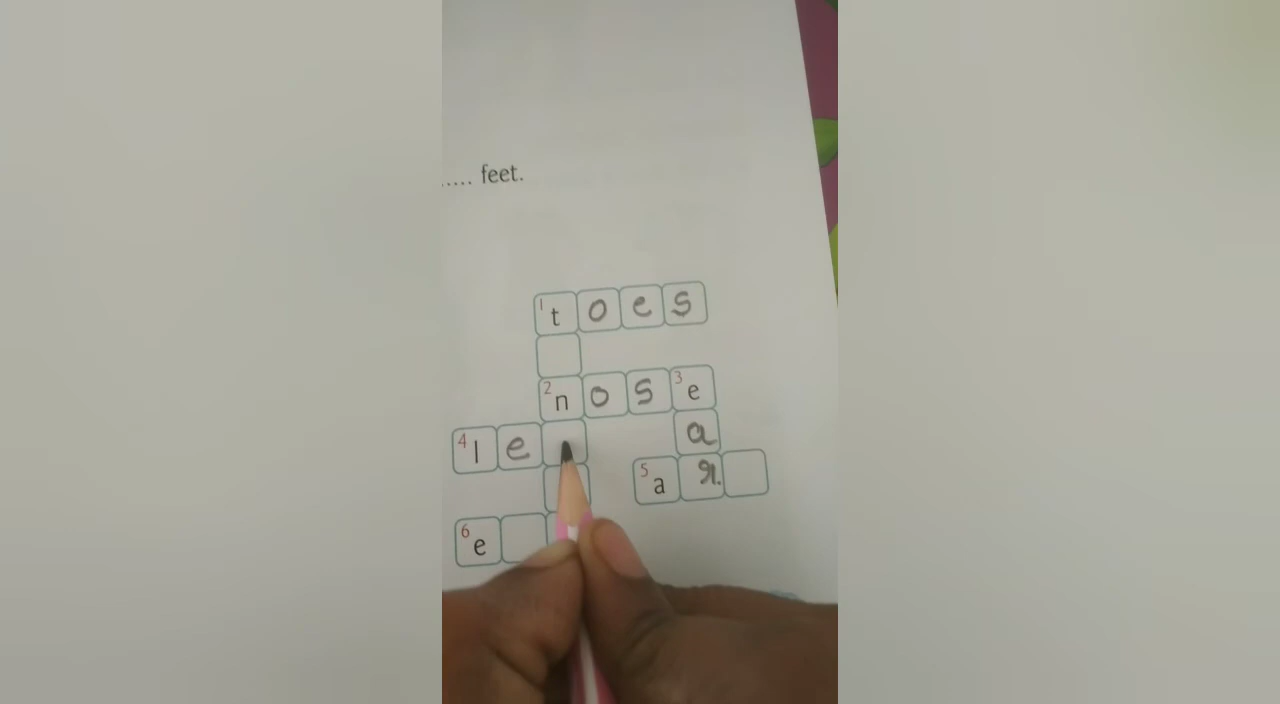 ..... feet.
1 t o e s
2 n o s 3 e
4 l e a
5 a r
6 e